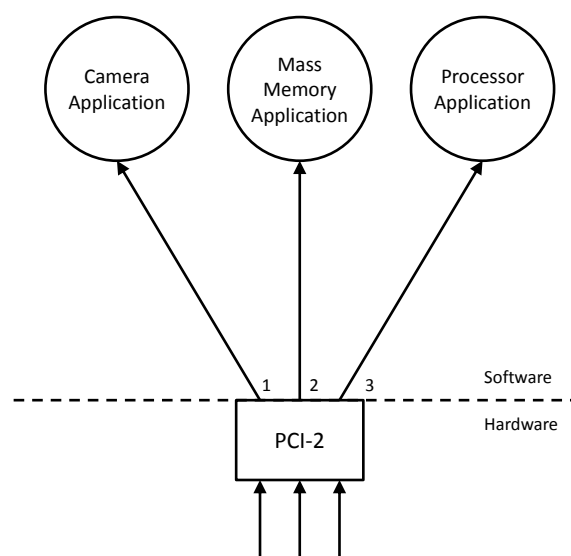 Camera
Application
Mass
Memory
Application
Processor
Application
1
2
3
Software
Hardware
PCI-2